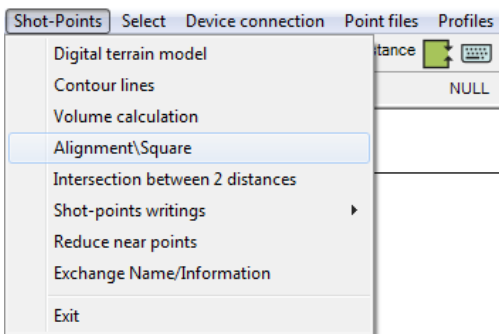 Shot-Points Select Device connection Point files Profiles
Digital terrain model
tance
Contour lines
NULL
Volume calculation
Alignment\Square
Intersection between 2 distances
Shot-points writings
Reduce near points
Exchange Name/Information
Exit